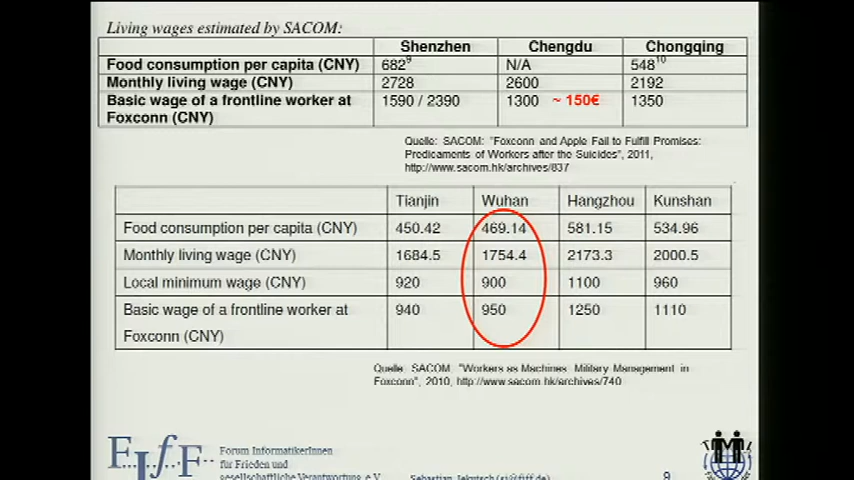 Living wages estimated by SACOM:
Shenzhen Chengdu Chongqing
Food consumption per capita (CNY) 682⁹ N/A 548¹⁰
Monthly living wage (CNY) 2728 2600 2192
Basic wage of a frontline worker at Foxconn (CNY) 1590 / 2390 1300 ~ 150€ 1350
Quelle: SACOM: "Foxconn and Apple Fail to Fulfill Promises:
Predicaments of Workers after the Suicides", 2011,
http://www.sacom.hk/archives/837
Tianjin Wuhan Hangzhou Kunshan
Food consumption per capita (CNY) 450.42 469.14 581.15 534.96
Monthly living wage (CNY) 1684.5 1754.4 2173.3 2000.5
Local minimum wage (CNY) 920 900 1100 960
Basic wage of a frontline worker at 940 950 1250 1110
Foxconn (CNY)
Quelle: SACOM: "Workers as Machines: Military Management in
Foxconn", 2010, http://www.sacom.hk/archives/740
FIfF
Forum InformatikerInnen
für Frieden und
gesellschaftliche Verantwortung e.V.
Sebastian Jekutsch (sj@fiff.de)
9